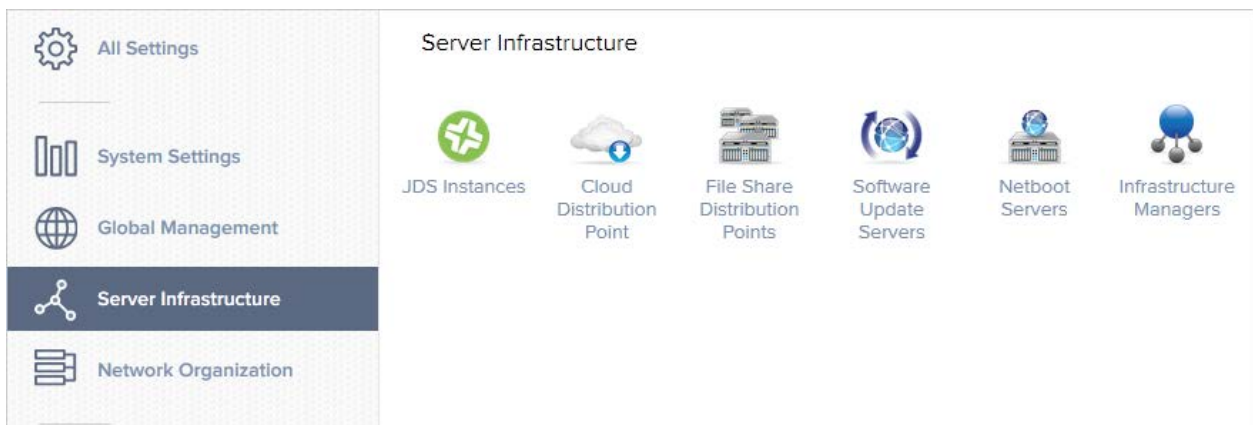 All Settings
System Settings
Global Management
Server Infrastructure
Network Organization
Server Infrastructure
JDS Instances
Cloud
Distribution
Point
File Share
Distribution
Points
Software
Update
Servers
Netboot
Servers
Infrastructure
Managers